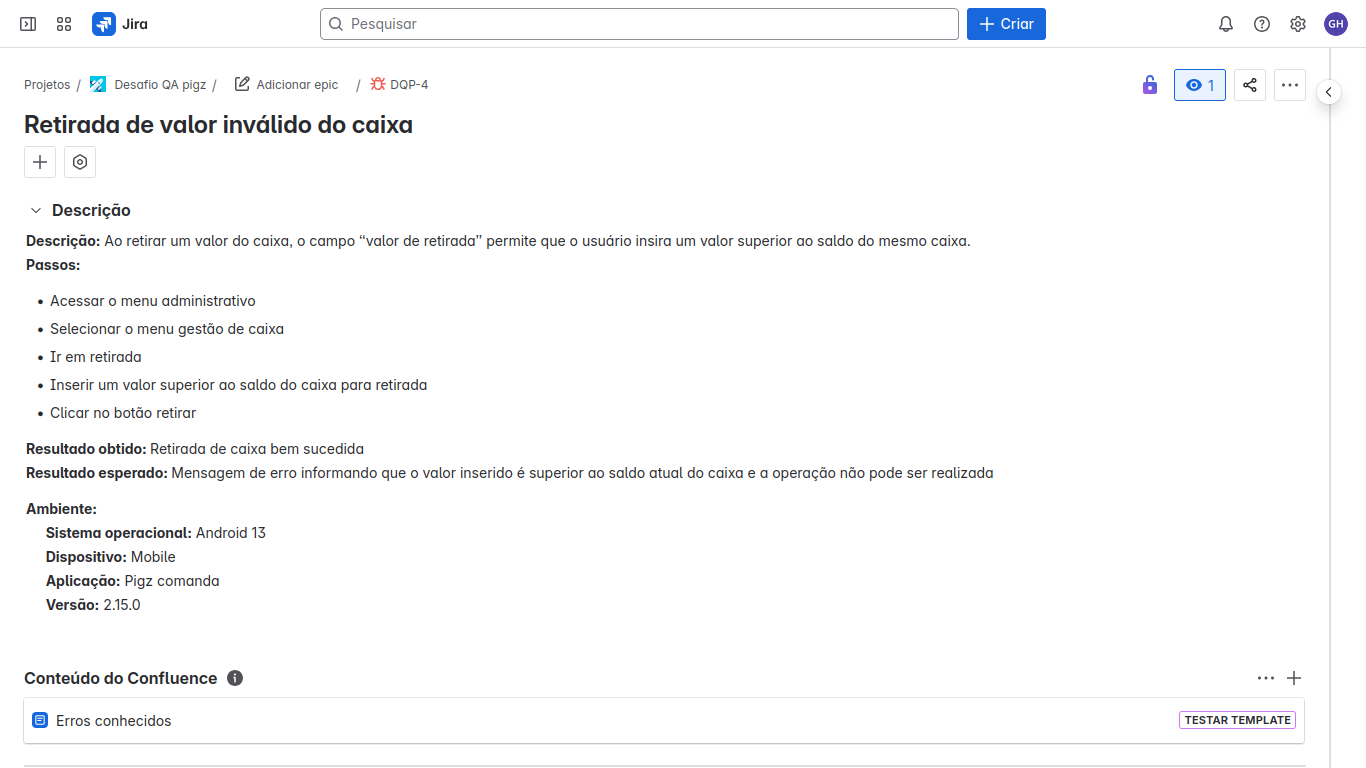 Jira
Pesquisar
Criar
GH
Projetos / Desafio QA pigz / Adicionar epic / DQP-4
1
Retirada de valor inválido do caixa
Descrição
Descrição: Ao retirar um valor do caixa, o campo “valor de retirada” permite que o usuário insira um valor superior ao saldo do mesmo caixa.
Passos:
• Acessar o menu administrativo
• Selecionar o menu gestão de caixa
• Ir em retirada
• Inserir um valor superior ao saldo do caixa para retirada
• Clicar no botão retirar
Resultado obtido: Retirada de caixa bem sucedida
Resultado esperado: Mensagem de erro informando que o valor inserido é superior ao saldo atual do caixa e a operação não pode ser realizada
Ambiente:
Sistema operacional: Android 13
Dispositivo: Mobile
Aplicação: Pigz comanda
Versão: 2.15.0
Conteúdo do Confluence
Erros conhecidos
TESTAR TEMPLATE